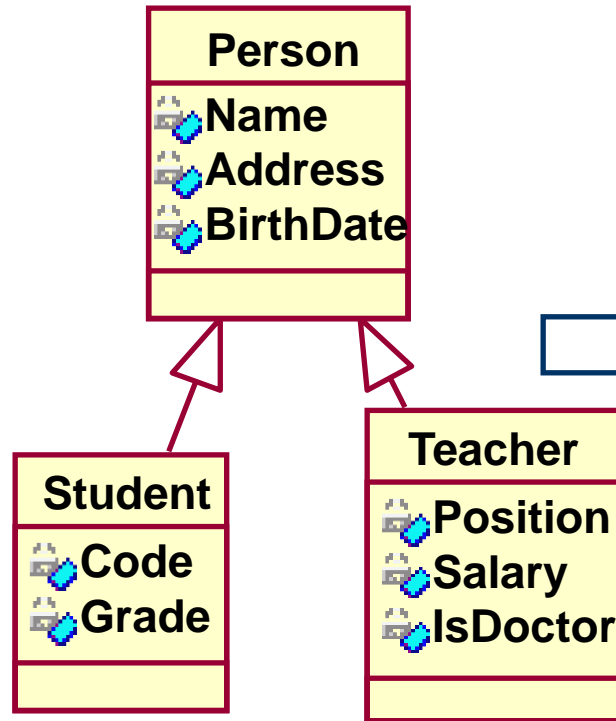 Person
Name
Address
BirthDate
Student
Code
Grade
Teacher
Position
Salary
IsDoctor